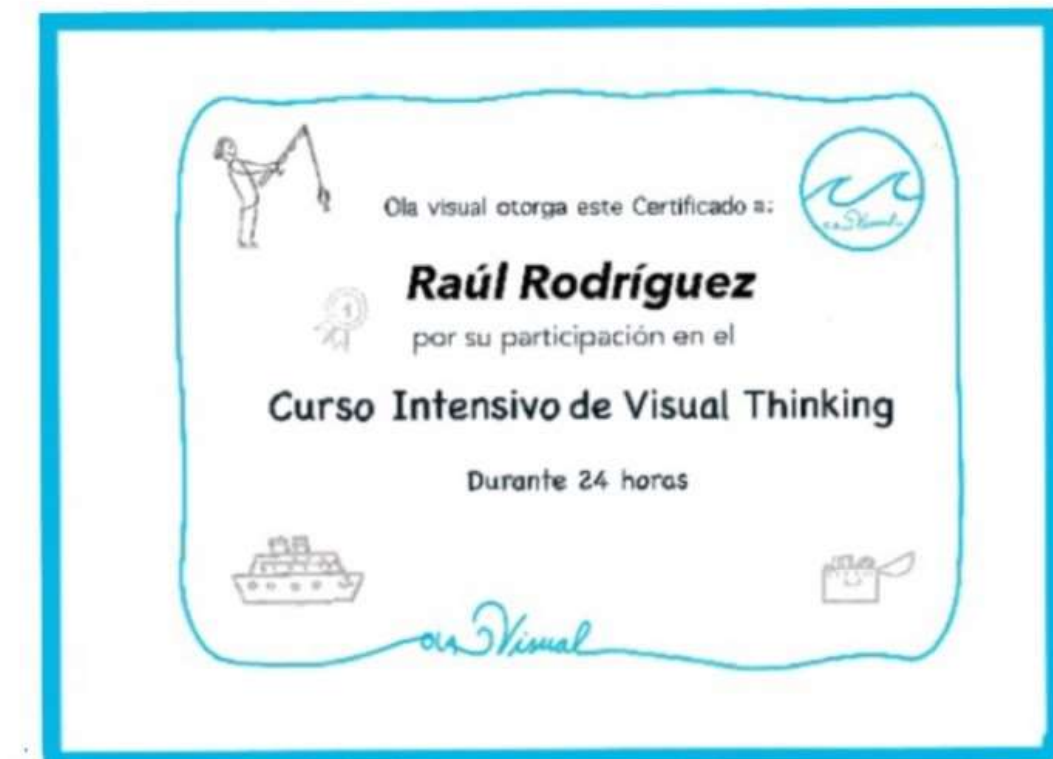 Ola visual otorga este Certificado a:
Raúl Rodríguez
1
por su participación en el
Curso Intensivo de Visual Thinking
Durante 24 horas
ola Visual